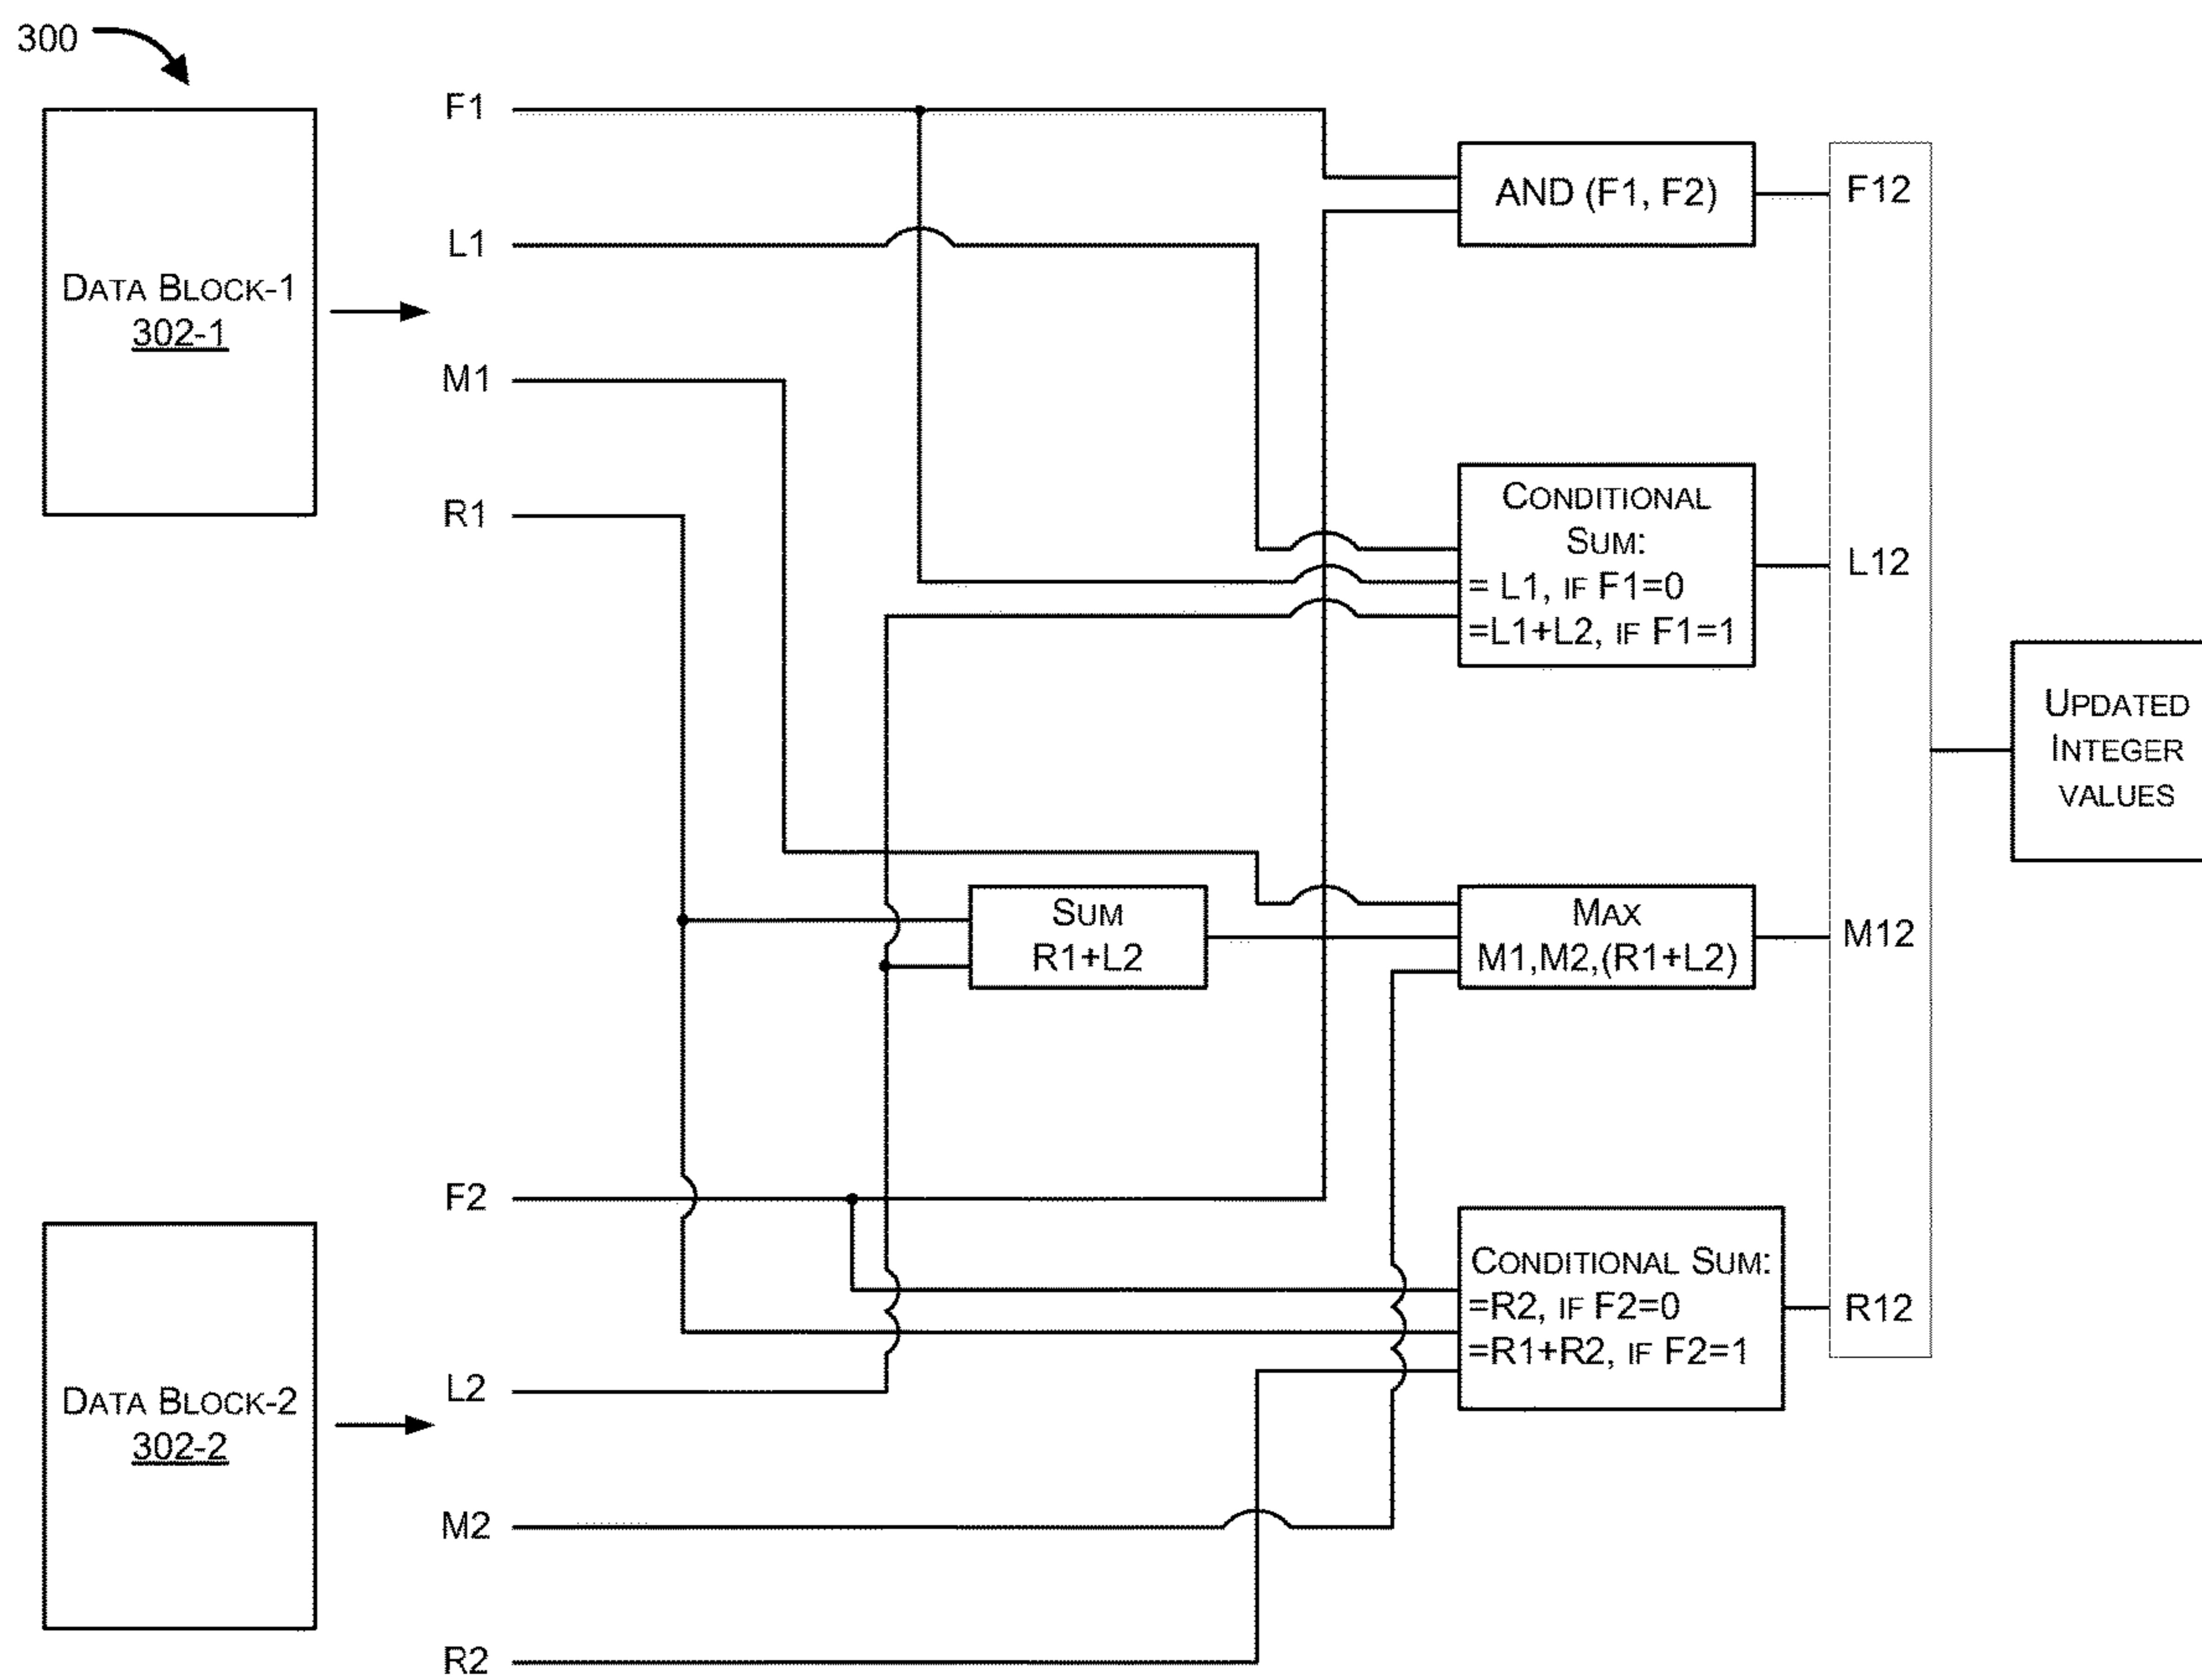 300
DATA BLOCK-1
302-1
F1
L1
M1
R1
DATA BLOCK-2
302-2
F2
L2
M2
R2
AND (F1, F2)
CONDITIONAL
SUM:
= L1, IF F1=0
=L1+L2, IF F1=1
SUM
R1+L2
MAX
M1,M2,(R1+L2)
CONDITIONAL SUM:
=R2, IF F2=0
=R1+R2, IF F2=1
F12
L12
M12
R12
UPDATED
INTEGER
VALUES